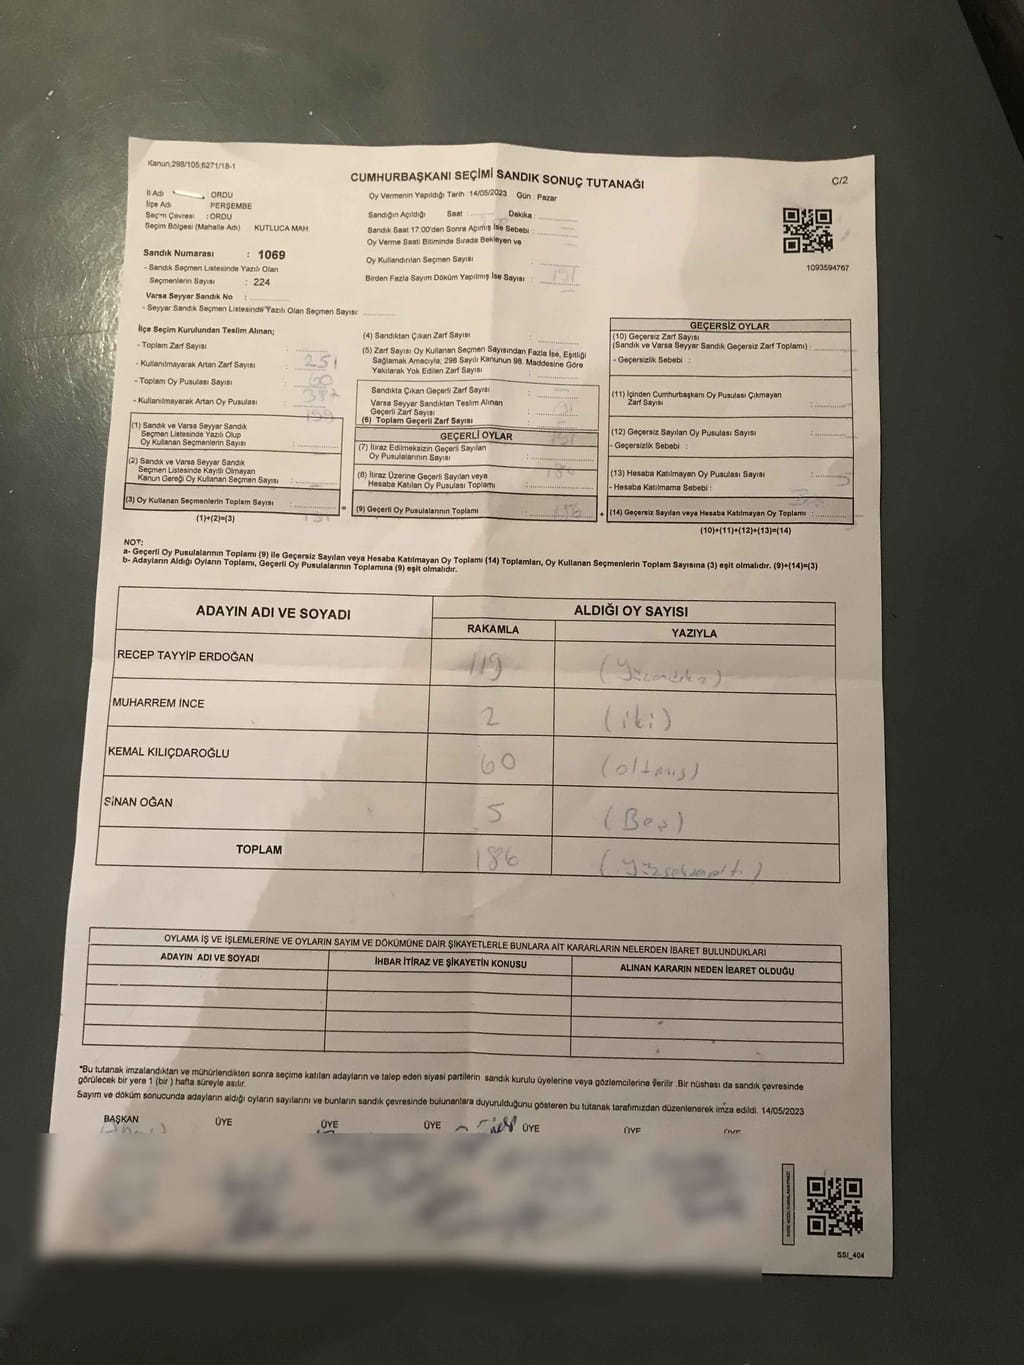 Kanun;298/105,6271/18-1
CUMHURBAŞKANI SEÇİMİ SANDIK SONUÇ TUTANAĞI
C/2
İl Adı : ORDU
İlçe Adı PERŞEMBE
Seçim Çevresi : ORDU
Seçim Bölgesi (Mahalle Adı) : KUTLUCA MAH.
Oy Vermenin Yapıldığı Tarih :14/05/2023 Gün : Pazar
Sandığın Açıldığı Saat : Dakika :
Sandık Saat 17:00'den Sonra Açımış İse Sebebi :
Oy Verme Saati Bitiminde Sırada Bekleyen ve
Oy Kullandırılan Seçmen Sayısı :
Birden Fazla Sayım Döküm Yapılmış İse Sayısı : 191
1093594767
Sandık Numarası : 1069
- Sandık Seçmen Listesinde Yazılı Olan
Seçmenlerin Sayısı : 224
Varsa Seyyar Sandık No :
- Seyyar Sandık Seçmen Listesinde Yazılı Olan Seçmen Sayısı:
İlçe Seçim Kurulundan Teslim Alınan;
- Toplam Zarf Sayısı :
- Kullanılmayarak Artan Zarf Sayısı : 251
- Toplam Oy Pusulası Sayısı : 60
- Kullanılmayarak Artan Oy Pusulası :
199
(1) Sandık ve Varsa Seyyar Sandık
Seçmen Listesinde Yazılı Olup
Oy Kullanan Seçmenlerin Sayısı :
(2) Sandık ve Varsa Seyyar Sandık
Seçmen Listesinde Kayıtlı Olmayan
Kanun Gereği Oy Kullanan Seçmen Sayısı :
(3) Oy Kullanan Seçmenlerin Toplam Sayısı :
191
(1)+(2)=(3)
=
(4) Sandıktan Çıkan Zarf Sayısı :
(5) Zarf Sayısı Oy Kullanan Seçmen Sayısından Fazla İse, Eşitliği
Sağlamak Amacıyla; 298 Sayılı Kanunun 98. Maddesine Göre
Yakılarak Yok Edilen Zarf Sayısı :
Sandıkta Çıkan Geçerli Zarf Sayısı :
Varsa Seyyar Sandıktan Teslim Alınan
Geçerli Zarf Sayısı :
(6) Toplam Geçerli Zarf Sayısı :
GEÇERLİ OYLAR 191
(7) İtiraz Edilmeksizin Geçerli Sayılan
Oy Pusulalarının Sayısı :
186
(8) İtiraz Üzerine Geçerli Sayılan veya
Hesaba Katılan Oy Pusulası Toplamı :
(9) Geçerli Oy Pusulalarının Toplamı : 186
+
GEÇERSİZ OYLAR
(10) Geçersiz Zarf Sayısı
(Sandık ve Varsa Seyyar Sandık Geçersiz Zarf Toplamı) :
- Geçersizlik Sebebi :
(11) İçinden Cumhurbaşkanı Oy Pusulası Çıkmayan
Zarf Sayısı :
(12) Geçersiz Sayılan Oy Pusulası Sayısı :
- Geçersizlik Sebebi :
(13) Hesaba Katılmayan Oy Pusulası Sayısı : 5
- Hesaba Katılmama Sebebi :
(14) Geçersiz Sayılan veya Hesaba Katılmayan Oy Toplamı :
(10)+(11)+(12)+(13)=(14)
NOT:
a- Geçerli Oy Pusulalarının Toplamı (9) ile Geçersiz Sayılan veya Hesaba Katılmayan Oy Toplamı (14) Toplamları, Oy Kullanan Seçmenlerin Toplam Sayısına (3) eşit olmalıdır. (9)+(14)=(3)
b- Adayların Aldığı Oyların Toplamı, Geçerli Oy Pusulalarının Toplamına (9) eşit olmalıdır.
ADAYIN ADI VE SOYADI
ALDIĞI OY SAYISI
RAKAMLA YAZIYLA
RECEP TAYYİP ERDOĞAN 119
MUHARREM İNCE 2 (iki)
KEMAL KILIÇDAROĞLU 60 (oltmış)
SİNAN OĞAN 5 (Beş)
TOPLAM 186
OYLAMA İŞ VE İŞLEMLERİNE VE OYLARIN SAYIM VE DÖKÜMÜNE DAİR ŞİKAYETLERLE BUNLARA AİT KARARLARIN NELERDEN İBARET BULUNDUKLARI
ADAYIN ADI VE SOYADI İHBAR İTİRAZ VE ŞİKAYETİN KONUSU ALINAN KARARIN NEDEN İBARET OLDUĞU
*Bu tutanak imzalandıktan ve mühürlendikten sonra seçime katılan adayların ve talep eden siyasi partilerin sandık kurulu üyelerine veya gözlemcilerine verilir .Bir nüshası da sandık çevresinde
görülecek bir yere 1 (bir ) hafta süreyle asılır.
Sayım ve döküm sonucunda adayların aldığı oyların sayılarını ve bunların sandık çevresinde bulunanlara duyurulduğunu gösteren bu tutanak tarafımızdan düzenlenerek imza edildi. 14/05/2023
BAŞKAN ÜYE ÜYE ÜYE ÜYE ÜYE ÜYE
SSI_404